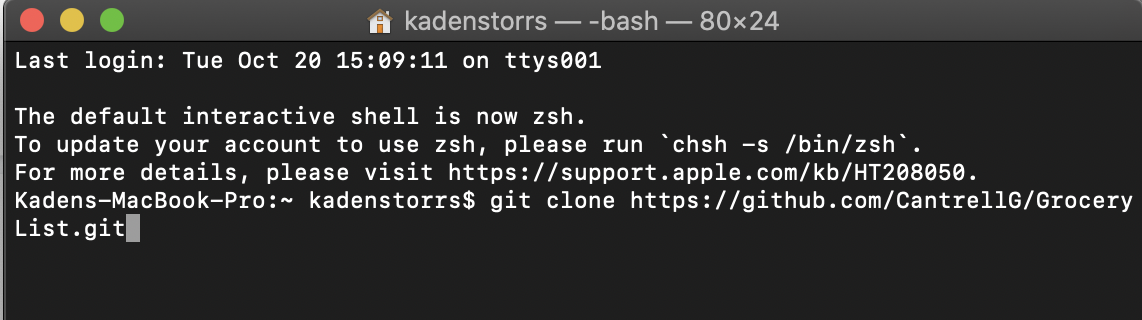 kadenstorrs — -bash — 80×24
Last login: Tue Oct 20 15:09:11 on ttys001
The default interactive shell is now zsh.
To update your account to use zsh, please run `chsh -s /bin/zsh`.
For more details, please visit https://support.apple.com/kb/HT208050.
Kadens-MacBook-Pro:~ kadenstorrs$ git clone https://github.com/CantrellG/Grocery
List.git